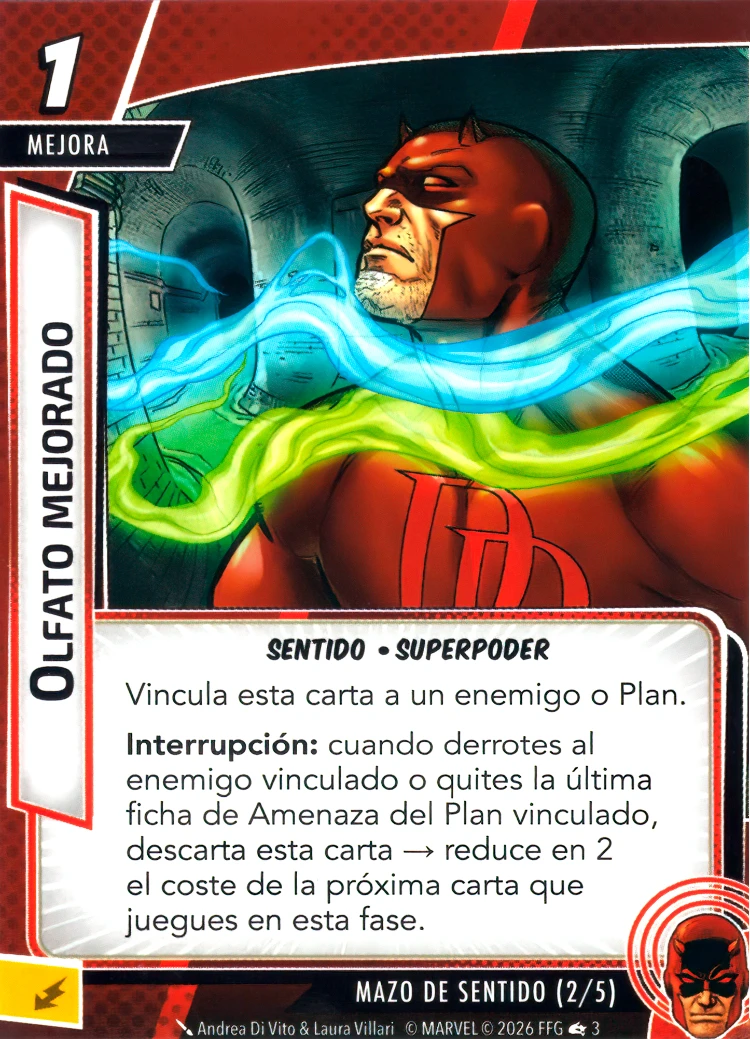 1
MEJORA
OLFATO MEJORADO
SENTIDO • SUPERPODER
Vincula esta carta a un enemigo o Plan.
Interrupción: cuando derrotes al
enemigo vinculado o quites la última
ficha de Amenaza del Plan vinculado,
descarta esta carta → reduce en 2
el coste de la próxima carta que
juegues en esta fase.
MAZO DE SENTIDO (2/5)
Andrea Di Vito & Laura Villari © MARVEL © 2026 FFG 3